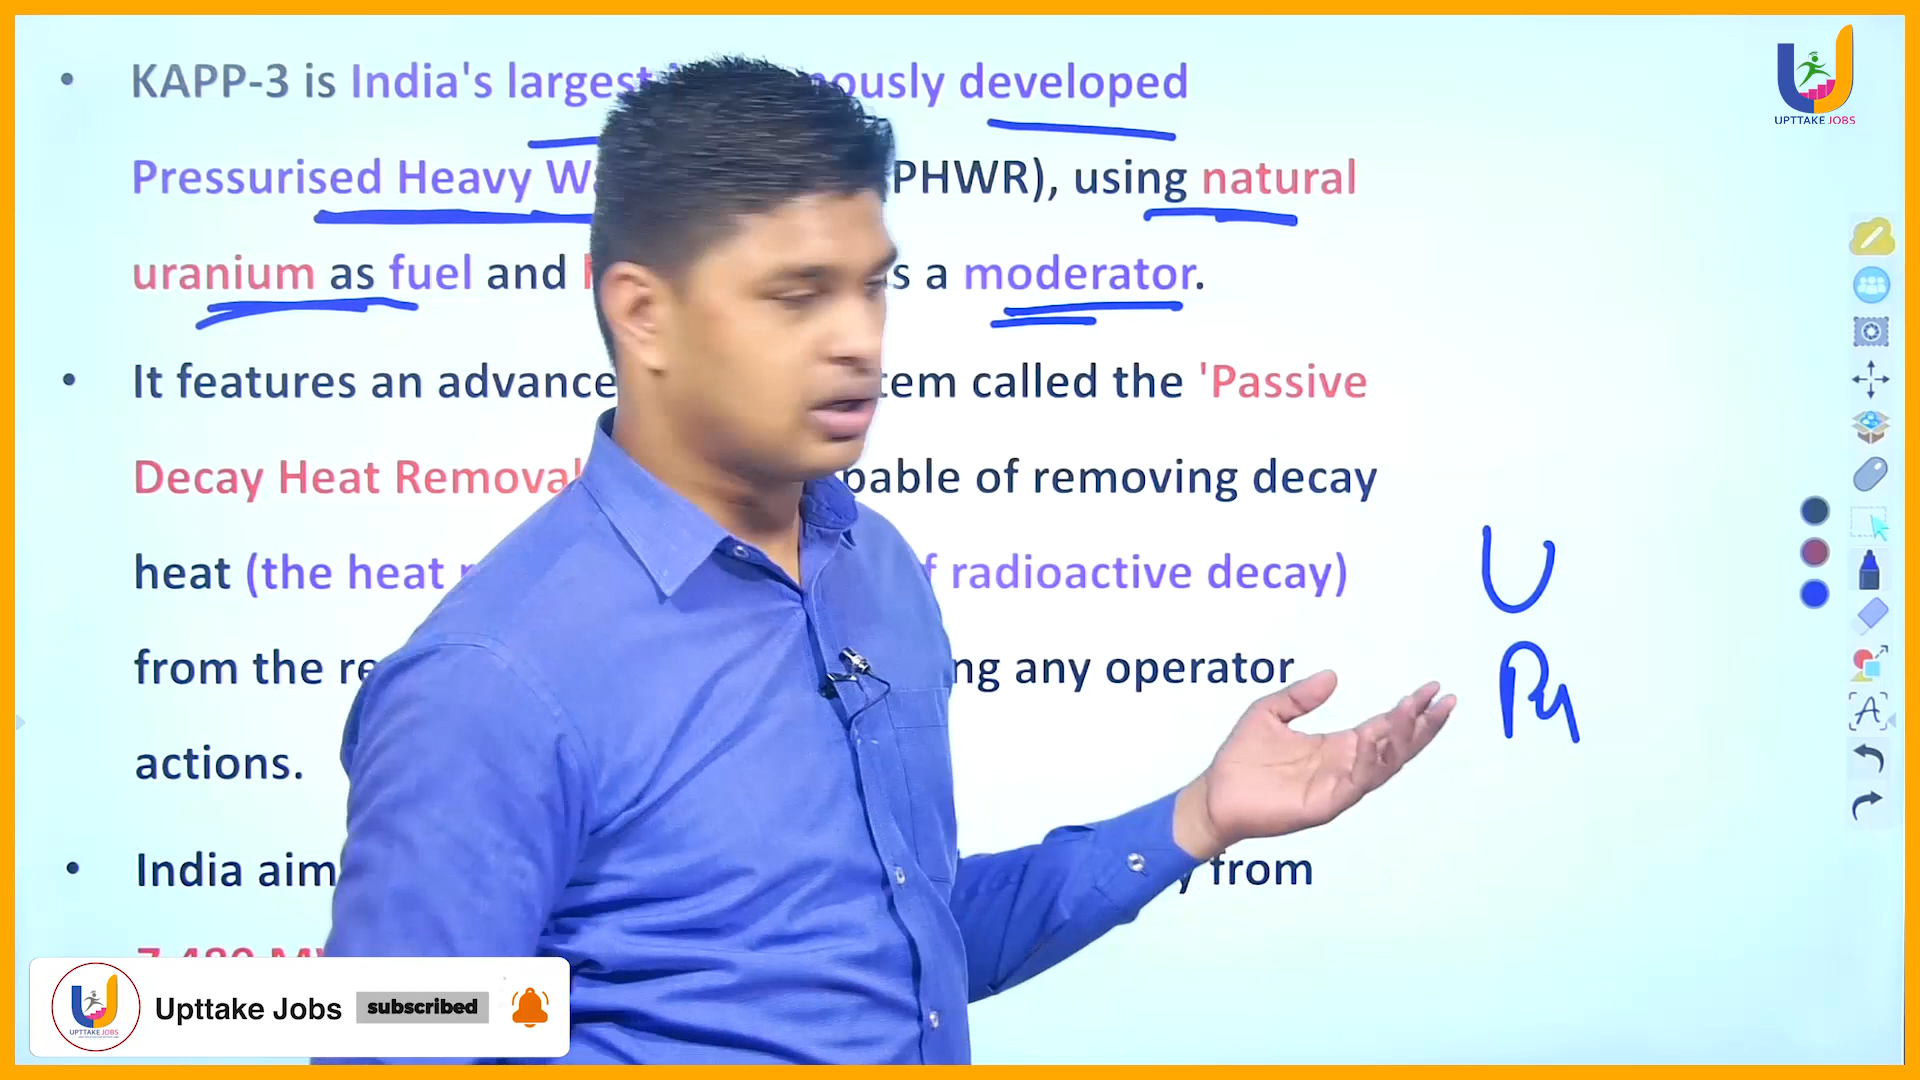 • KAPP-3 is India's largest ously developed
Pressurised Heavy W PHWR), using natural
uranium as fuel and s a moderator.
• It features an advance tem called the 'Passive
Decay Heat Removal pable of removing decay
heat (the heat f radioactive decay)
from the re ng any operator
actions.
• India aim y from
U
Pu
Upttake Jobs subscribed
UPTTAKE JOBS
UPTTAKE JOBS